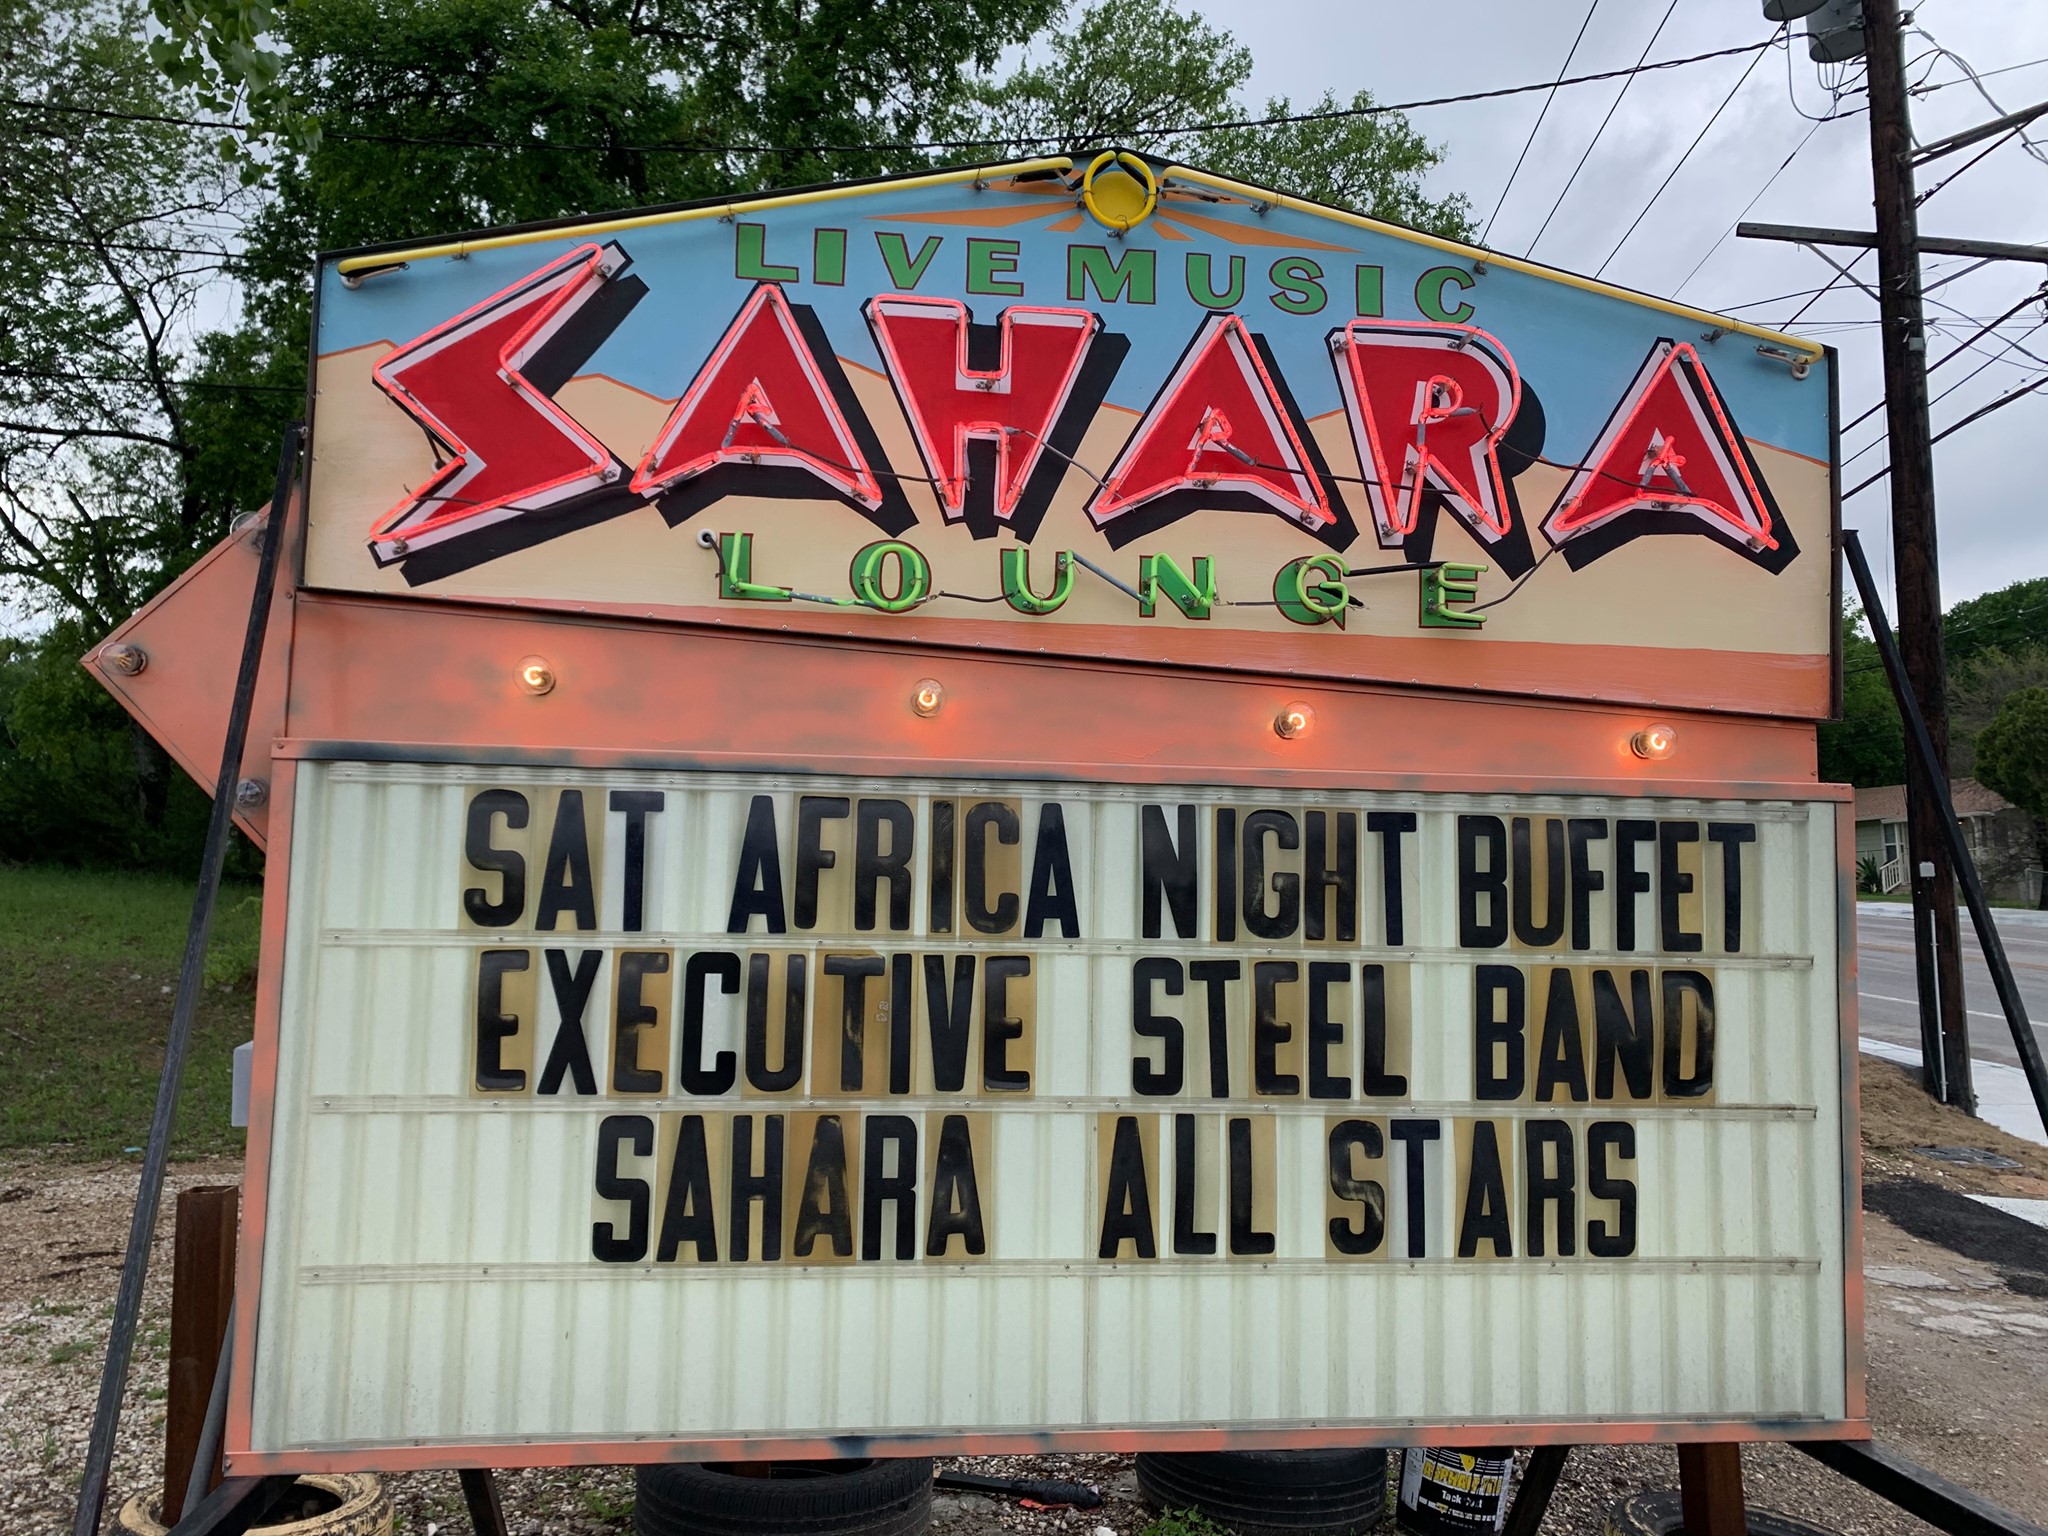 LIVE MUSIC
SAHARA
LOUNGE
SAT AFRICA NIGHT BUFFET
EXECUTIVE STEEL BAND
SAHARA ALL STARS